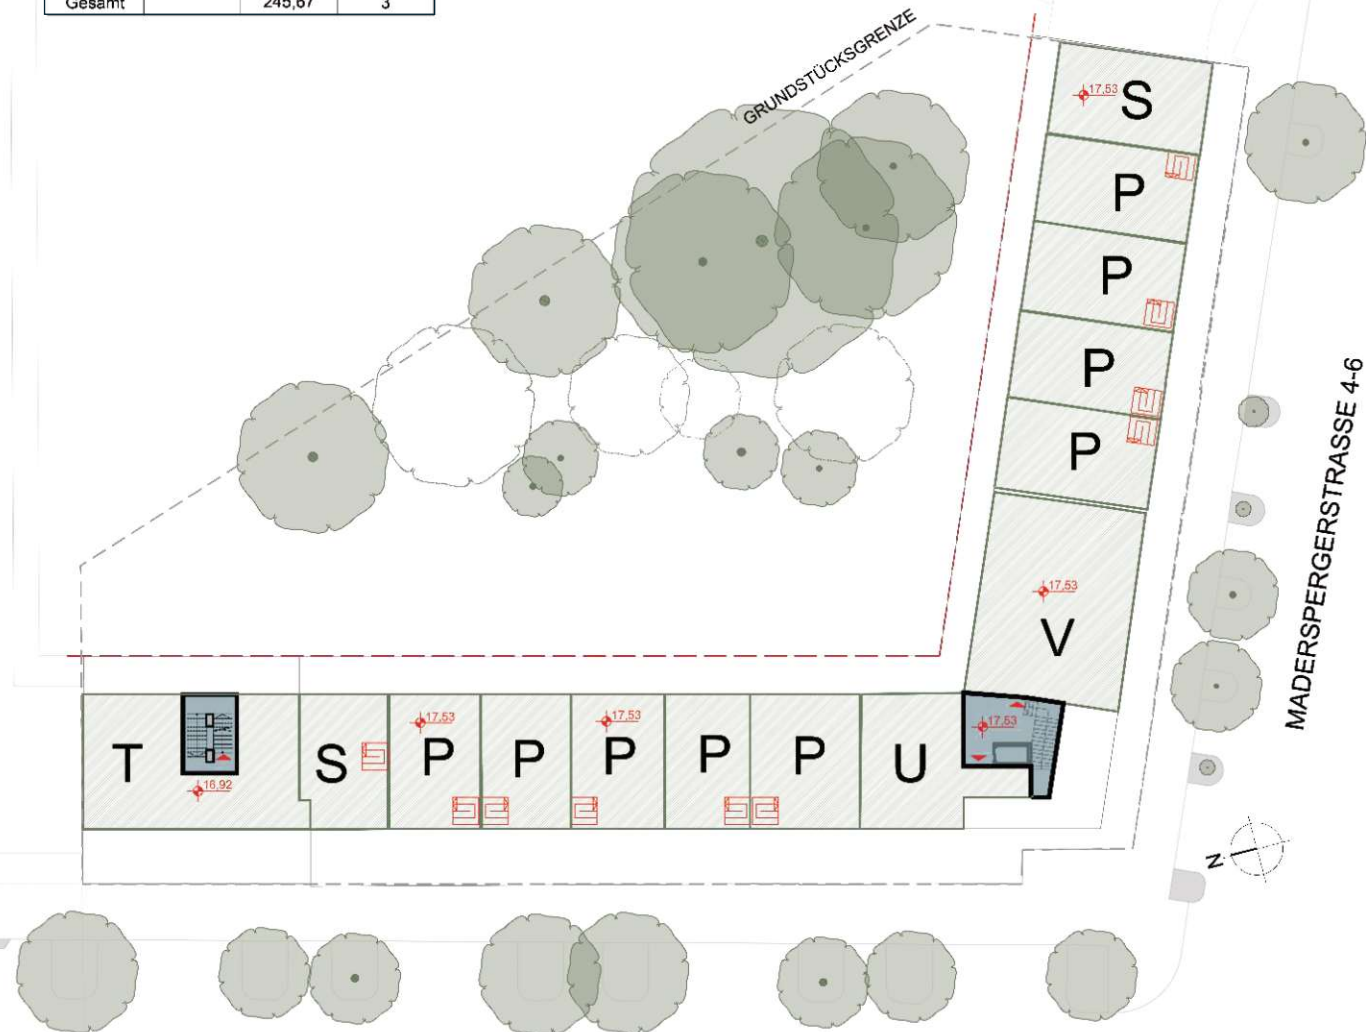 Gesamt 245,67 3
GRUNDSTÜCKSGRENZE
17,53 S
P
P
P
P
17,53
V
MADERSPERGERSTRASSE 4-6
T
16,92
S
17,53
P
P
17,53
P
P
P
U
17,53
N